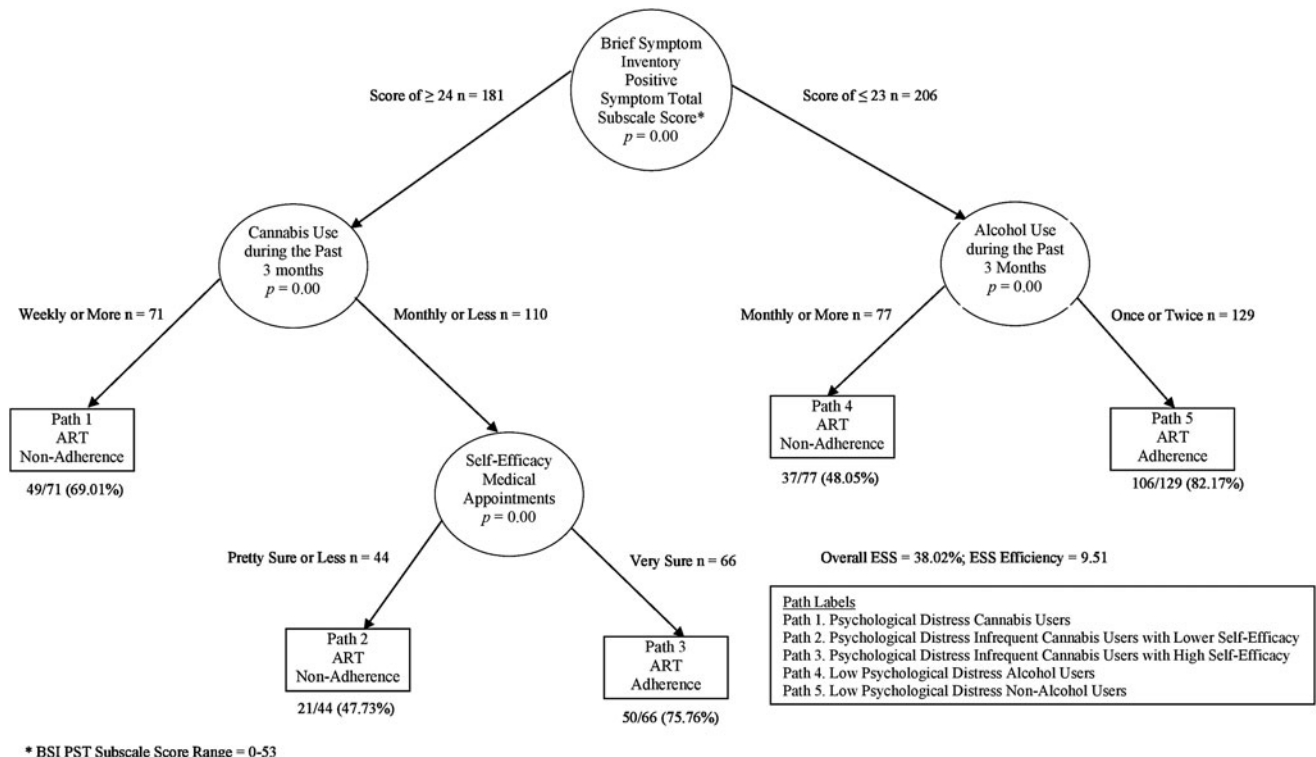 Brief Symptom
Inventory
Positive
Symptom Total
Subscale Score*
p = 0.00
Score of ≥ 24 n = 181
Score of ≤ 23 n = 206
Cannabis Use
during the Past
3 months
p = 0.00
Alcohol Use
during the Past
3 Months
p = 0.00
Weekly or More n = 71
Monthly or Less n = 110
Monthly or More n = 77
Once or Twice n = 129
Path 1
ART
Non-Adherence
49/71 (69.01%)
Self-Efficacy
Medical
Appointments
p = 0.00
Path 4
ART
Non-Adherence
37/77 (48.05%)
Path 5
ART
Adherence
106/129 (82.17%)
Pretty Sure or Less n = 44
Very Sure n = 66
Overall ESS = 38.02%; ESS Efficiency = 9.51
Path 2
ART
Non-Adherence
21/44 (47.73%)
Path 3
ART
Adherence
50/66 (75.76%)
Path Labels
Path 1. Psychological Distress Cannabis Users
Path 2. Psychological Distress Infrequent Cannabis Users with Lower Self-Efficacy
Path 3. Psychological Distress Infrequent Cannabis Users with High Self-Efficacy
Path 4. Low Psychological Distress Alcohol Users
Path 5. Low Psychological Distress Non-Alcohol Users
* BSI PST Subscale Score Range = 0-53